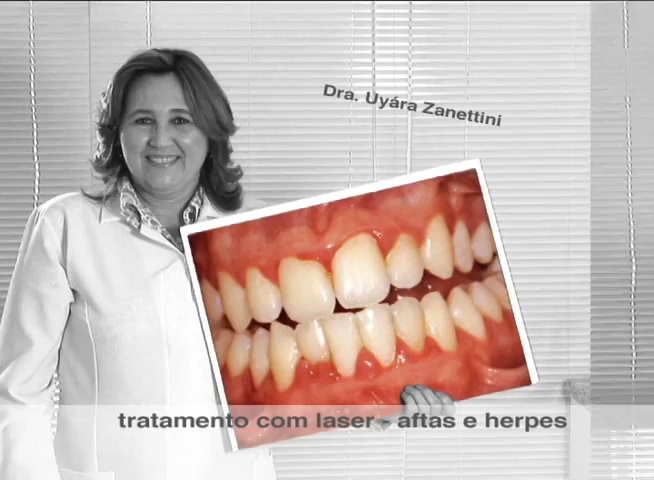 Dra. Uyára Zanettini
tratamento com laser - aftas e herpes